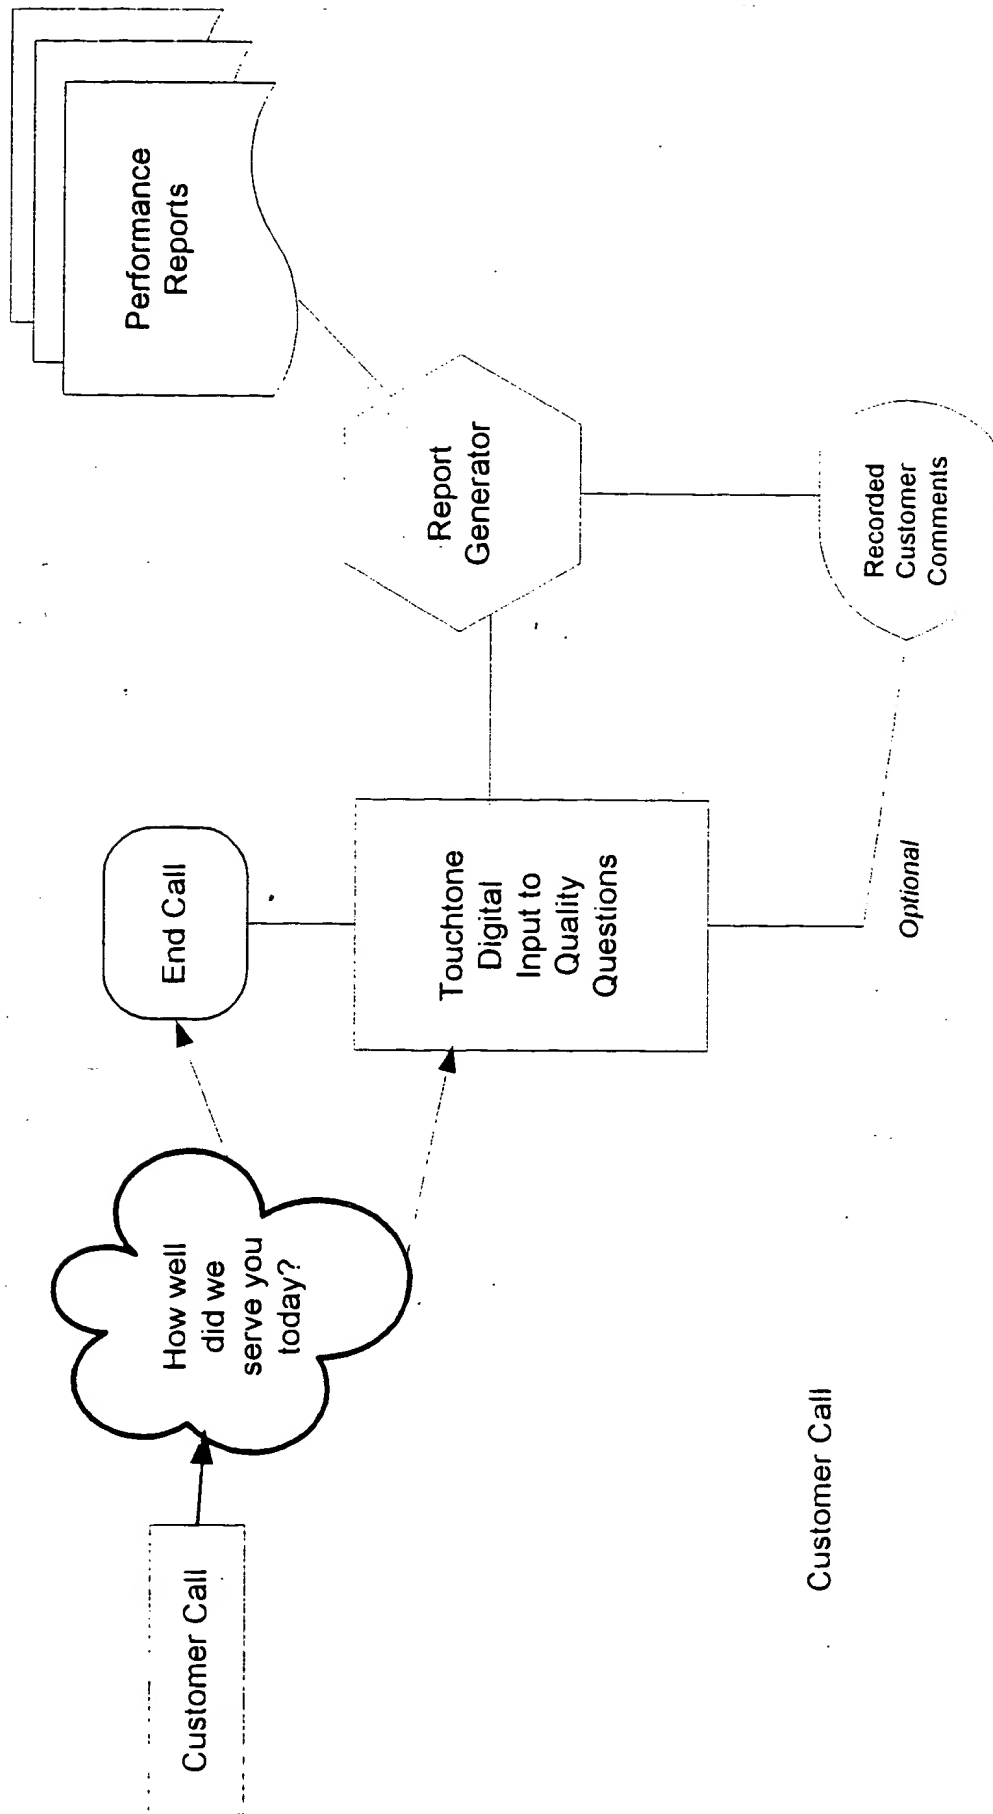 Customer Call
How well
did we
serve you
today?
End Call
Touchtone
Digital
Input to
Quality
Questions
Optional
Report
Generator
Recorded
Customer
Comments
Performance
Reports
Customer Call